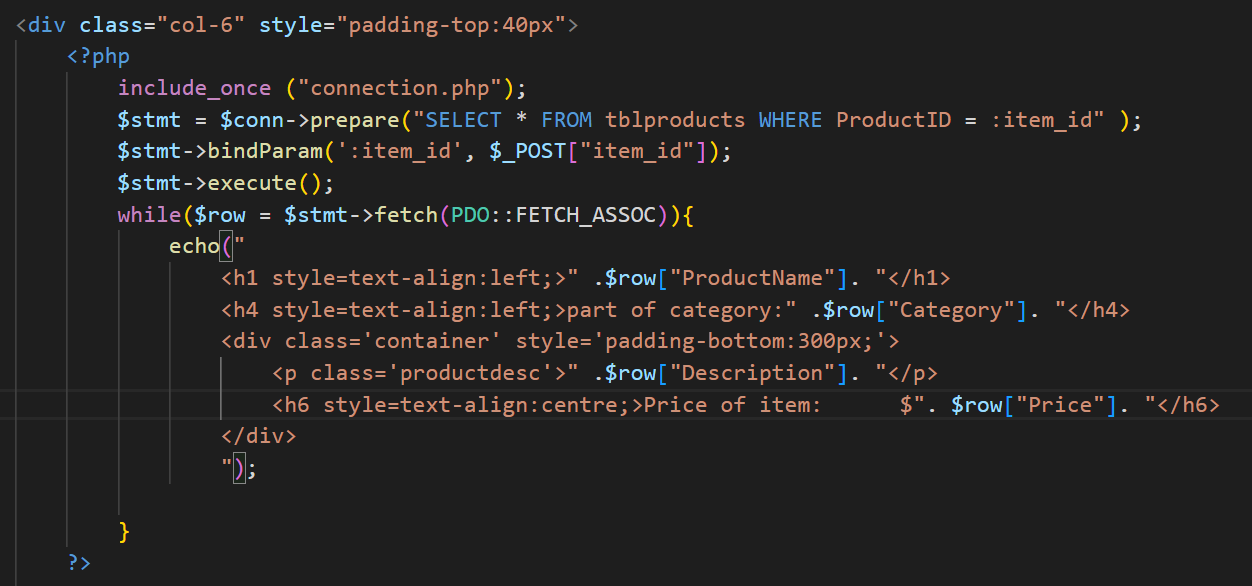 <div class="col-6" style="padding-top:40px">
<?php
include_once ("connection.php");
$stmt = $conn->prepare("SELECT * FROM tblproducts WHERE ProductID = :item_id" );
$stmt->bindParam(':item_id', $_POST["item_id"]);
$stmt->execute();
while($row = $stmt->fetch(PDO::FETCH_ASSOC)){
echo("
<h1 style=text-align:left;>" .$row["ProductName"]. "</h1>
<h4 style=text-align:left;>part of category:" .$row["Category"]. "</h4>
<div class='container' style='padding-bottom:300px;'>
<p class='productdesc'>" .$row["Description"]. "</p>
<h6 style=text-align:centre;>Price of item:      $". $row["Price"]. "</h6>
</div>
");
}
?>